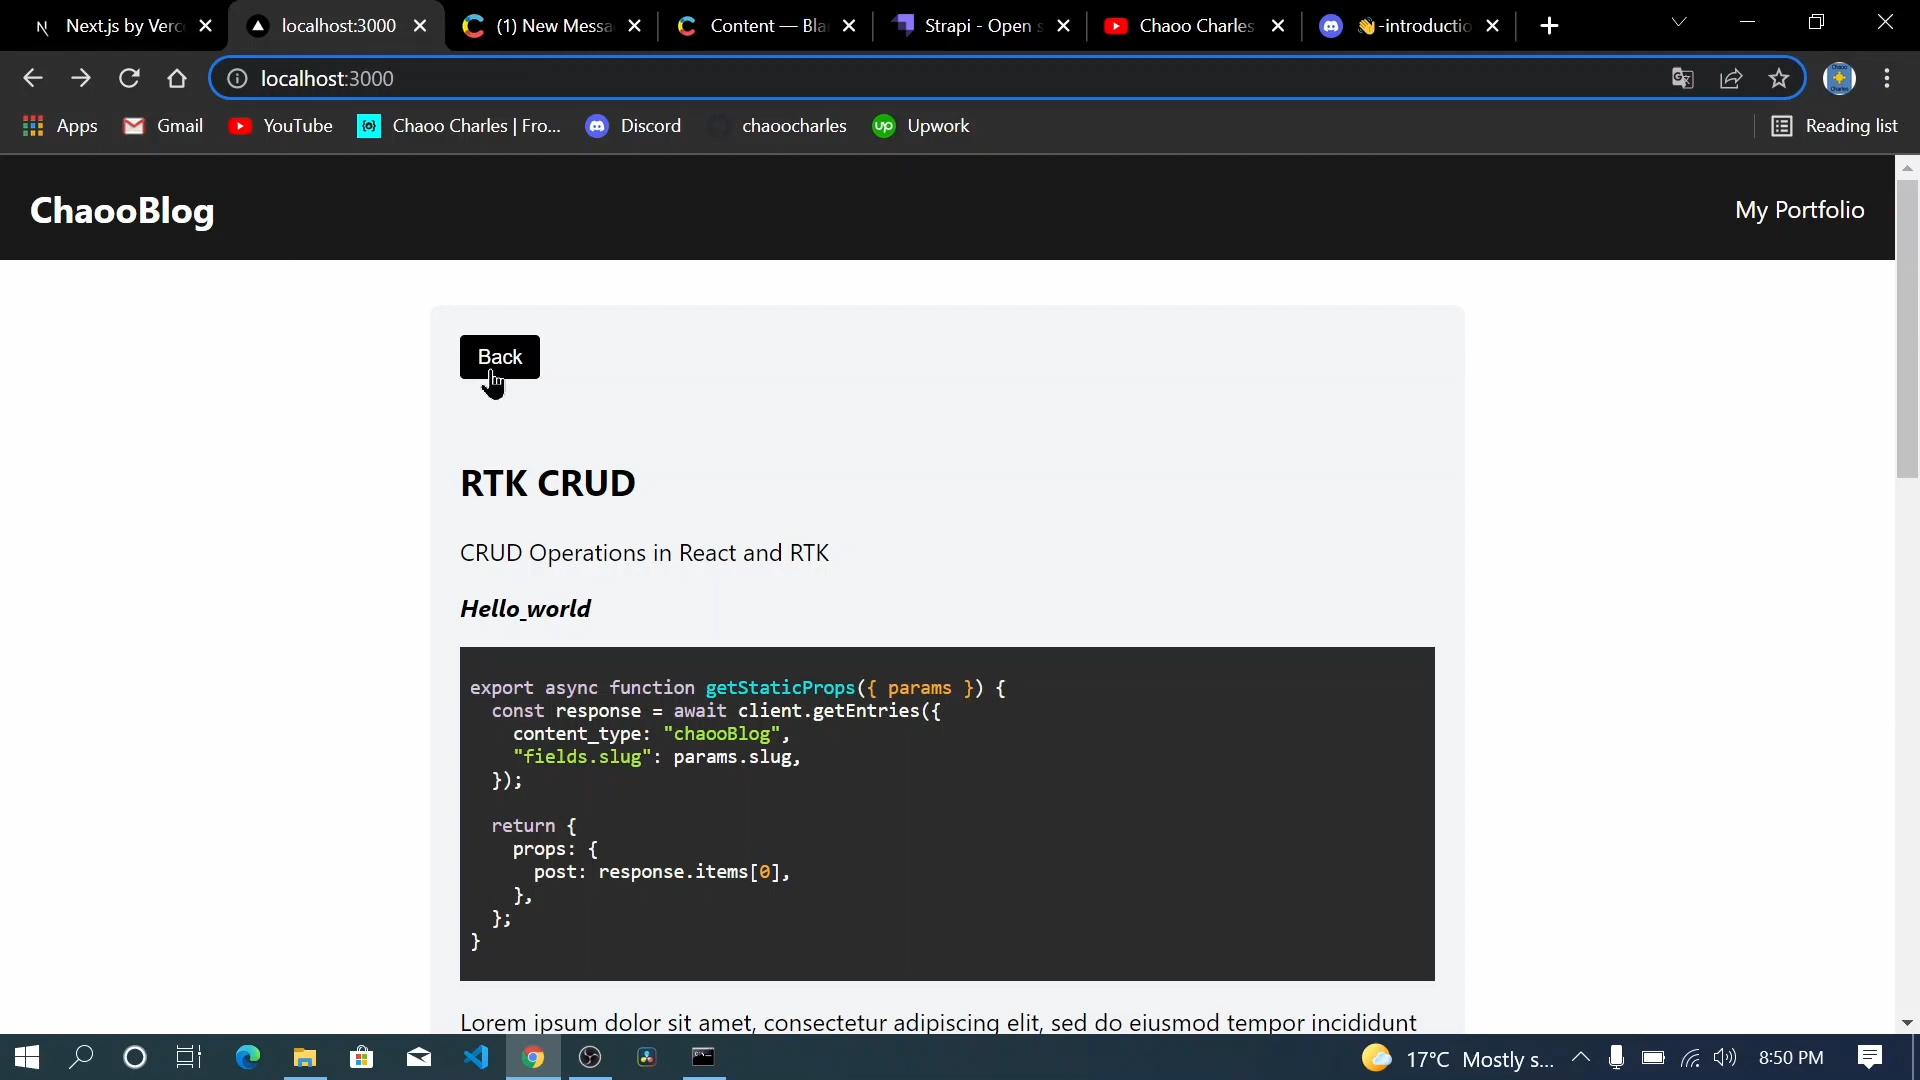 Next.js by Verc
localhost:3000
(1) New Messa
Content — Bla
Strapi - Open s
Chaoo Charles
👋-introductio
localhost:3000
Apps
Gmail
YouTube
Chaoo Charles | Fro...
Discord
chaoocharles
Upwork
Reading list
ChaooBlog
My Portfolio
Back
RTK CRUD
CRUD Operations in React and RTK
Hello_world
export async function getStaticProps({ params }) {
  const response = await client.getEntries({
    content_type: "chaooBlog",
    "fields.slug": params.slug,
  });
  return {
    props: {
      post: response.items[0],
    },
  };
}
Lorem ipsum dolor sit amet, consectetur adipiscing elit, sed do eiusmod tempor incididunt
17°C Mostly s...
8:50 PM